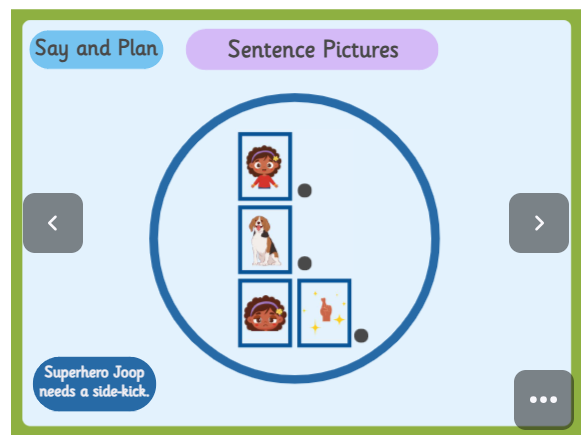 Say and Plan
Sentence Pictures
Superhero Joop
needs a side-kick.